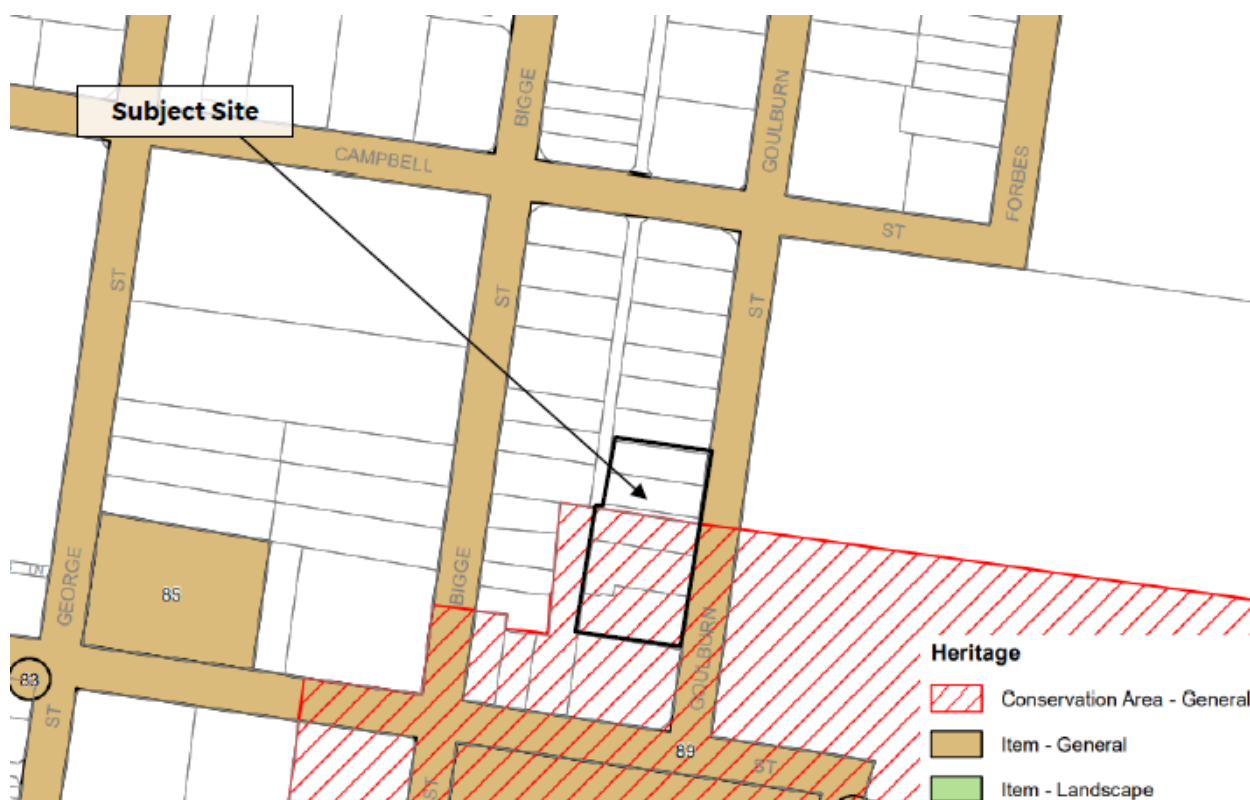 Subject Site
BIGGE
GOULBURN
CAMPBELL
FORBES
ST
ST
ST
ST
GEORGE
BIGGE
85
GOULBURN
83
ST
89
ST
ST
Heritage
Conservation Area - General
Item - General
Item - Landscape